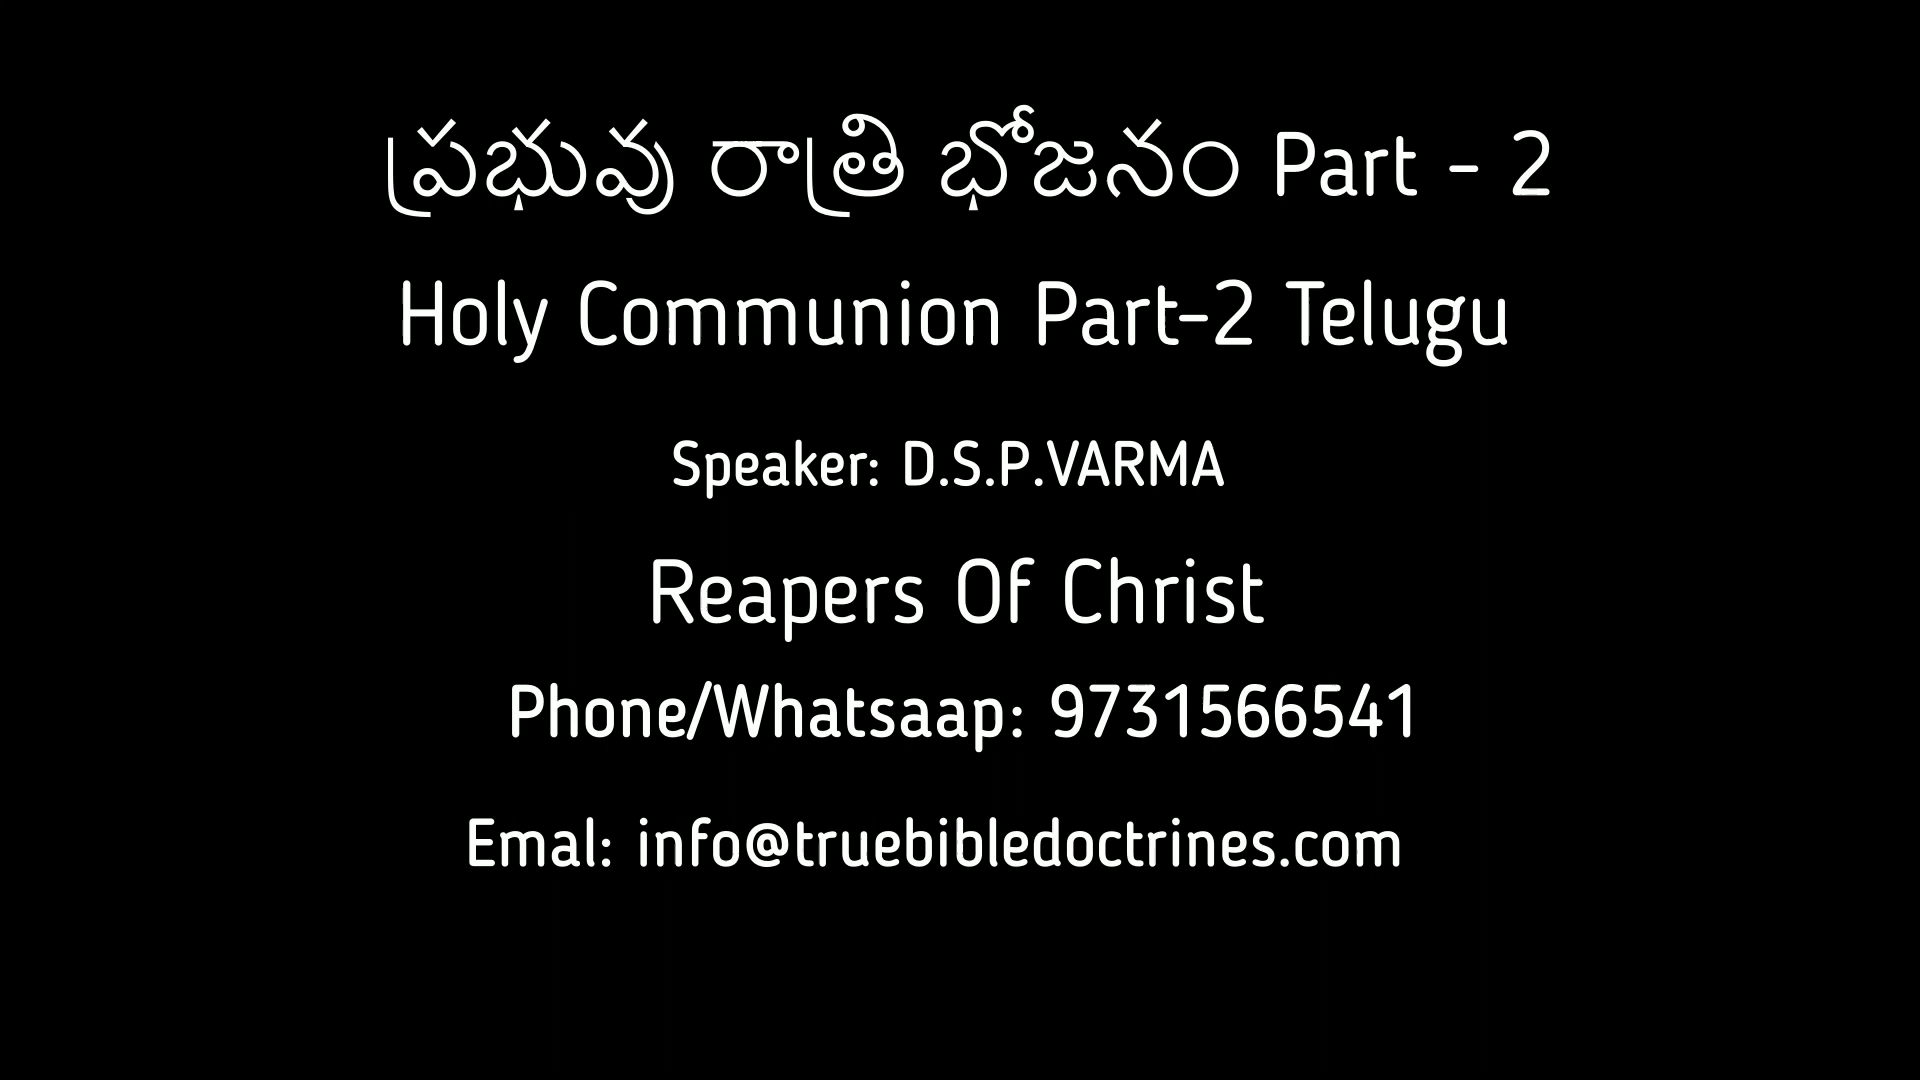 ప్రభువు రాత్రి భోజనం Part - 2
Holy Communion Part-2 Telugu
Speaker: D.S.P.VARMA
Reapers Of Christ
Phone/Whatsaap: 9731566541
Emal: info@truebibledoctrines.com